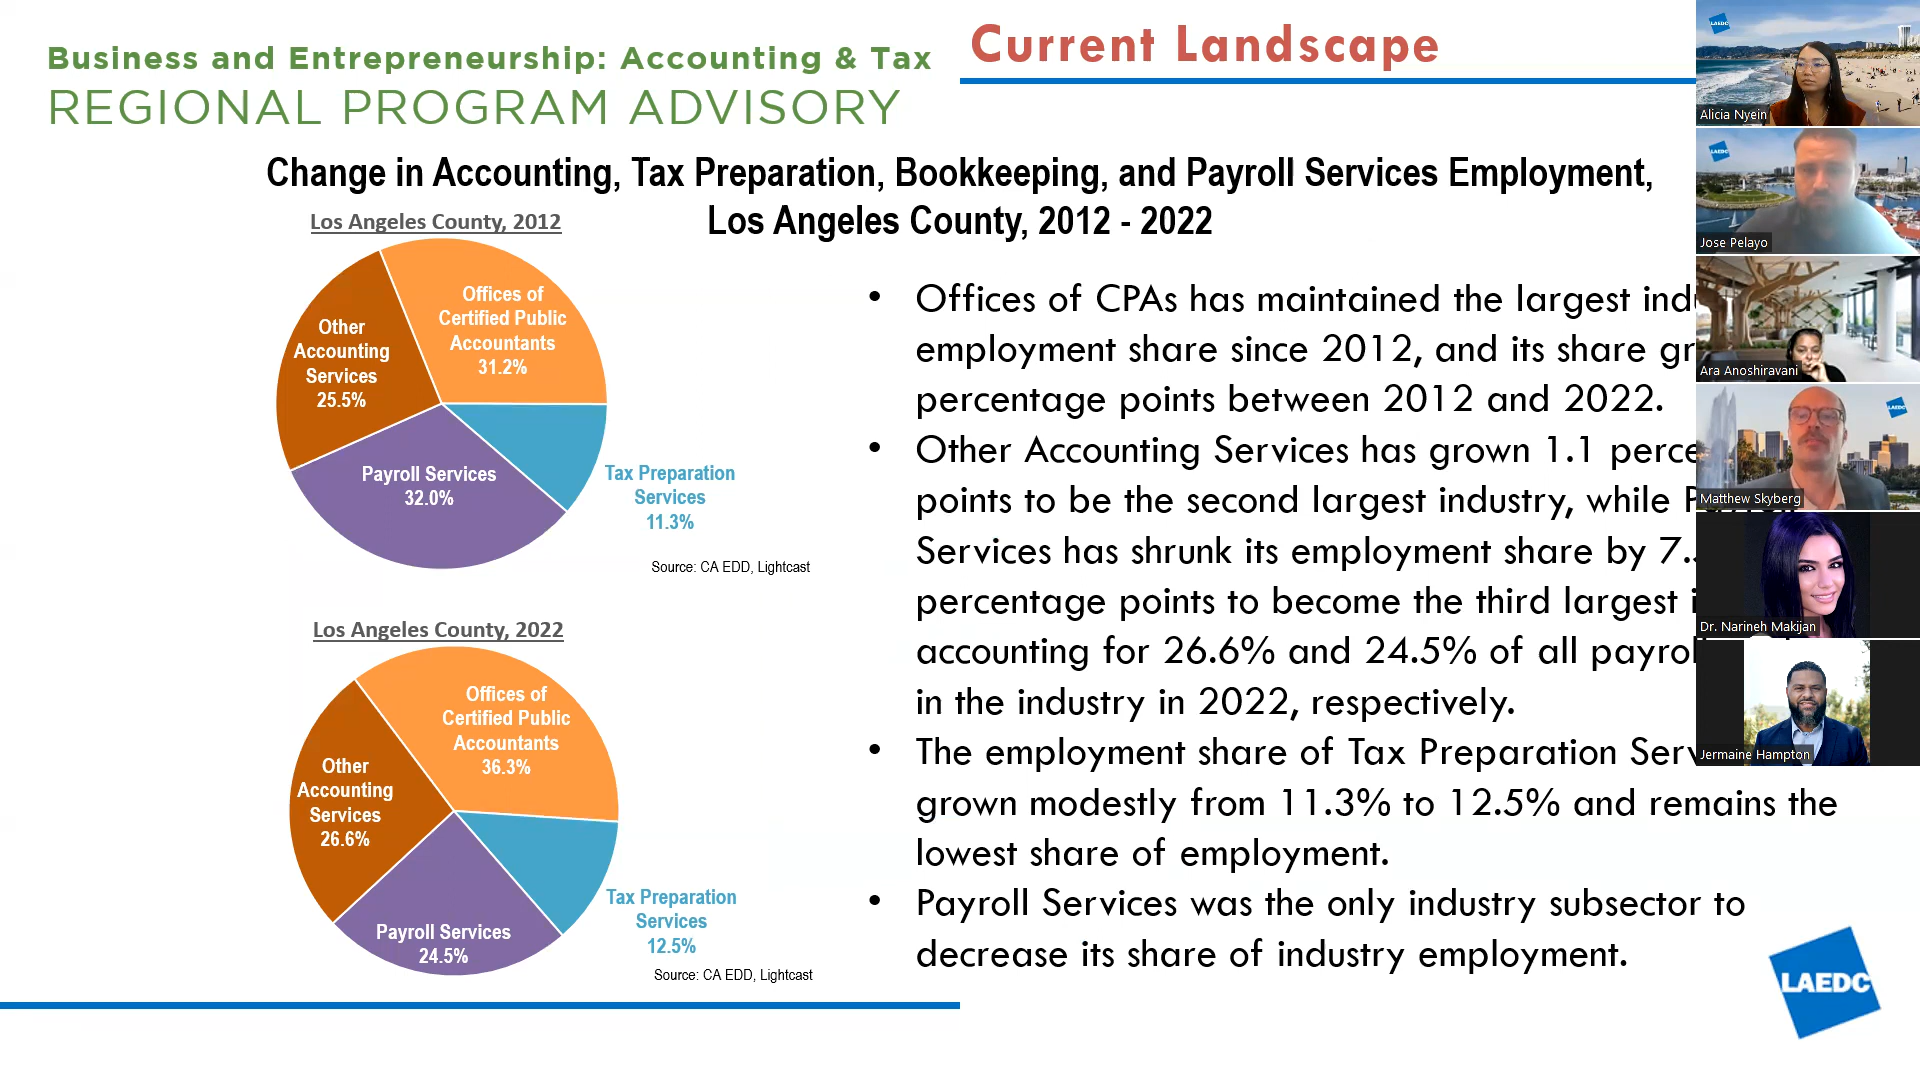 Business and Entrepreneurship: Accounting & Tax
REGIONAL PROGRAM ADVISORY
Current Landscape
Change in Accounting, Tax Preparation, Bookkeeping, and Payroll Services Employment,
Los Angeles County, 2012 - 2022
Los Angeles County, 2012
Offices of
Certified Public
Accountants
31.2%
Other
Accounting
Services
25.5%
Payroll Services
32.0%
Tax Preparation
Services
11.3%
Source: CA EDD, Lightcast
Los Angeles County, 2022
Offices of
Certified Public
Accountants
36.3%
Other
Accounting
Services
26.6%
Payroll Services
24.5%
Tax Preparation
Services
12.5%
Source: CA EDD, Lightcast
• Offices of CPAs has maintained the largest
employment share since 2012, and its share
percentage points between 2012 and 2022.
• Other Accounting Services has grown 1.1
points to be the second largest industry, while
Services has shrunk its employment share by
percentage points to become the third largest
accounting for 26.6% and 24.5% of all
in the industry in 2022, respectively.
• The employment share of Tax Preparation
grown modestly from 11.3% to 12.5% and remains the
lowest share of employment.
• Payroll Services was the only industry subsector to
decrease its share of industry employment.
LAEDC
Alicia Nyein
LAEDC
Jose Pelayo
Ara Anoshiravani
LAEDC
Matthew Skyberg
Dr. Narineh Makijan
Jermaine Hampton
LAEDC